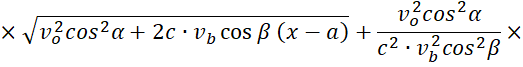 × √(v_o^2 cos^2 α + 2c · v_b cos β (x − a)) + (v_o^2 cos^2 α)/(c^2 · v_b^2 cos^2 β) ×